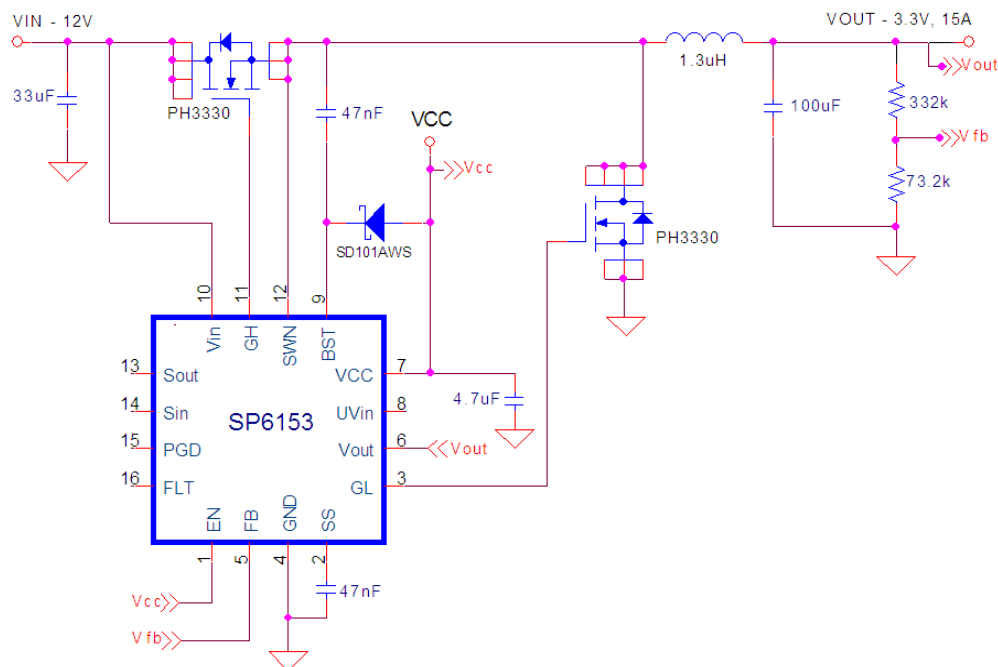 VIN - 12V
VOUT - 3.3V, 15A
1.3uH
Vout
33uF
PH3330
47nF
VCC
100uF
332k
Vfb
Vcc
73.2k
SD101AWS
PH3330
10
11
12
9
Vin
GH
SWN
BST
13
Sout
VCC
7
14
Sin
UVin
8
4.7uF
SP6153
15
PGD
Vout
6
Vout
16
FLT
GL
3
EN
FB
GND
SS
1
5
4
2
47nF
Vcc
Vfb